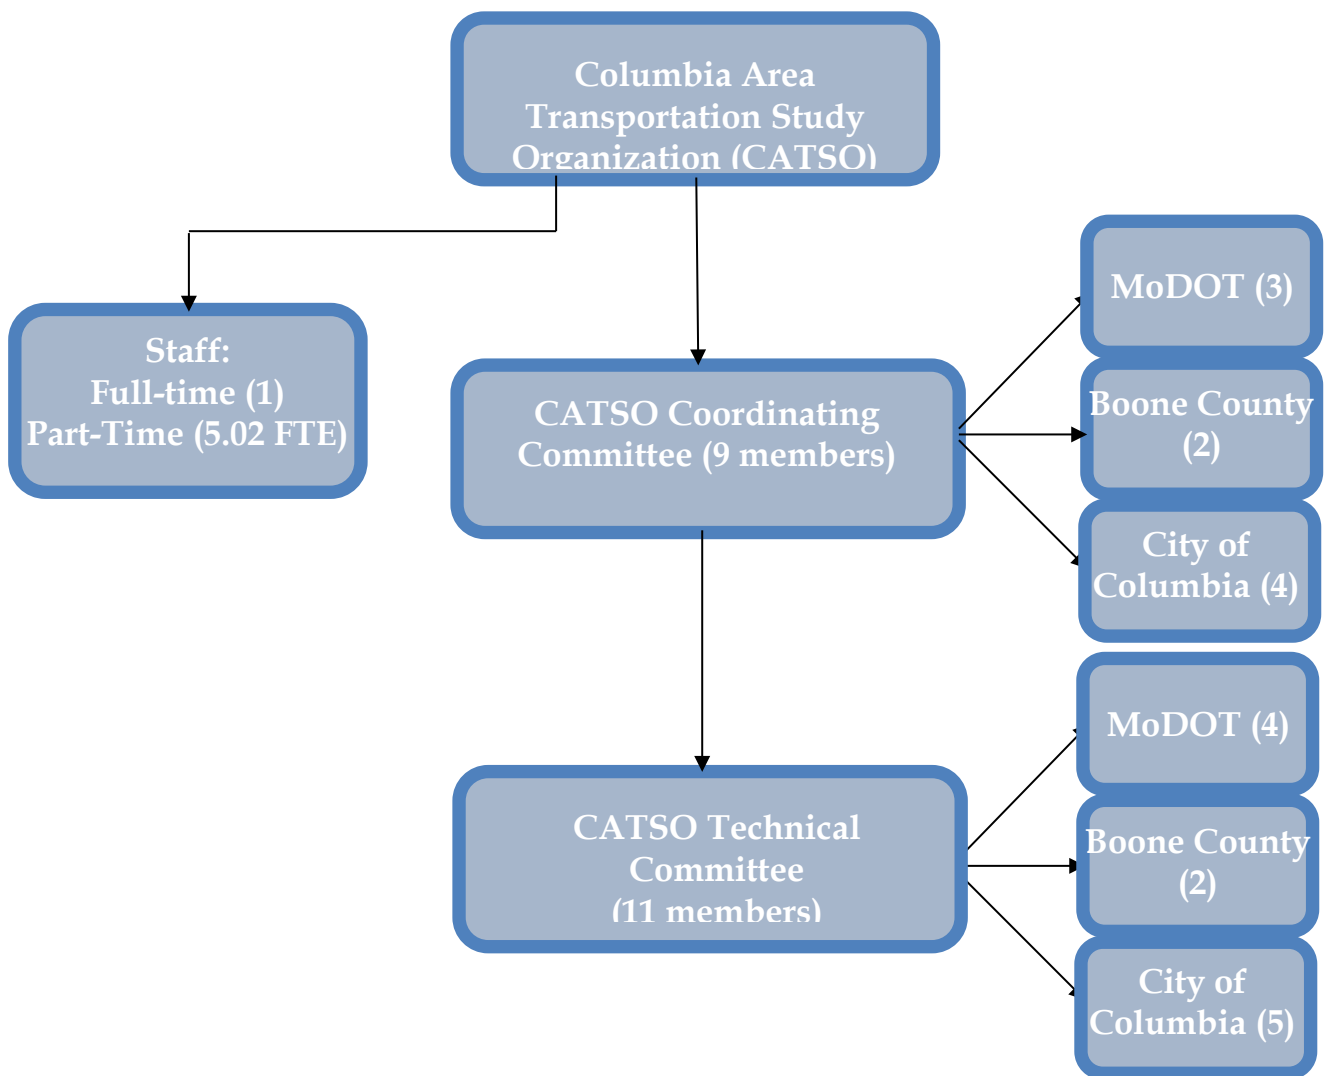 Columbia Area
Transportation Study
Organization (CATSO)
MoDOT (3)
Staff:
Full-time (1)
Part-Time (5.02 FTE)
CATSO Coordinating
Committee (9 members)
Boone County
(2)
City of
Columbia (4)
MoDOT (4)
CATSO Technical
Committee
(11 members)
Boone County
(2)
City of
Columbia (5)